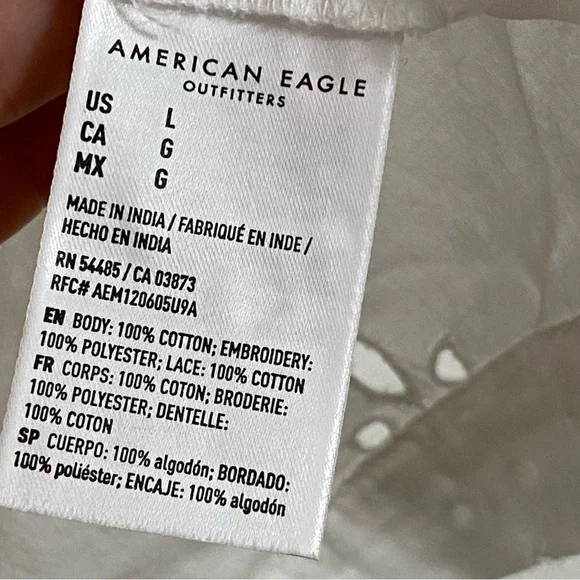 AMERICAN EAGLE
OUTFITTERS
US L
CA G
MX G
MADE IN INDIA / FABRIQUÉ EN INDE /
HECHO EN INDIA
RN 54485 / CA 03873
RFC# AEM120605U9A
EN BODY: 100% COTTON; EMBROIDERY:
100% POLYESTER; LACE: 100% COTTON
FR CORPS: 100% COTON; BRODERIE:
100% POLYESTER; DENTELLE:
100% COTON
SP CUERPO: 100% algodón; BORDADO:
100% poliéster; ENCAJE: 100% algodón